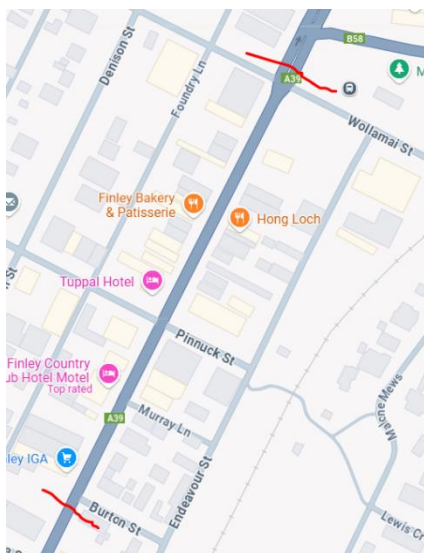 B58
Denison St
Foundry Ln
A39
M
Wollamai St
Finley Bakery
& Patisserie
Hong Loch
Tuppal Hotel
Pinnuck St
Finley Country
ub Hotel Motel
Top rated
A39
Murray Ln
Endeavour St
ley IGA
Burton St
Lewis Cr